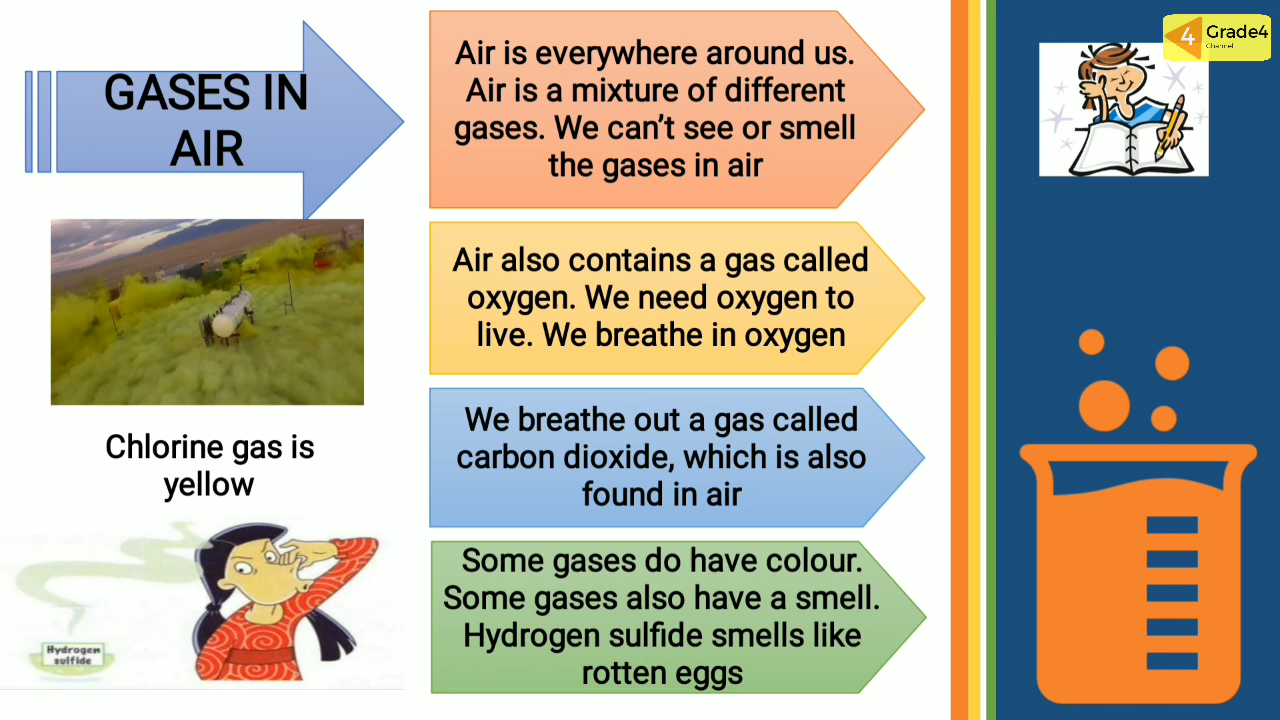 GASES IN
AIR
Chlorine gas is
yellow
Hydrogen
sulfide
Air is everywhere around us.
Air is a mixture of different
gases. We can’t see or smell
the gases in air
Air also contains a gas called
oxygen. We need oxygen to
live. We breathe in oxygen
We breathe out a gas called
carbon dioxide, which is also
found in air
Some gases do have colour.
Some gases also have a smell.
Hydrogen sulfide smells like
rotten eggs
4 Grade4
Channel